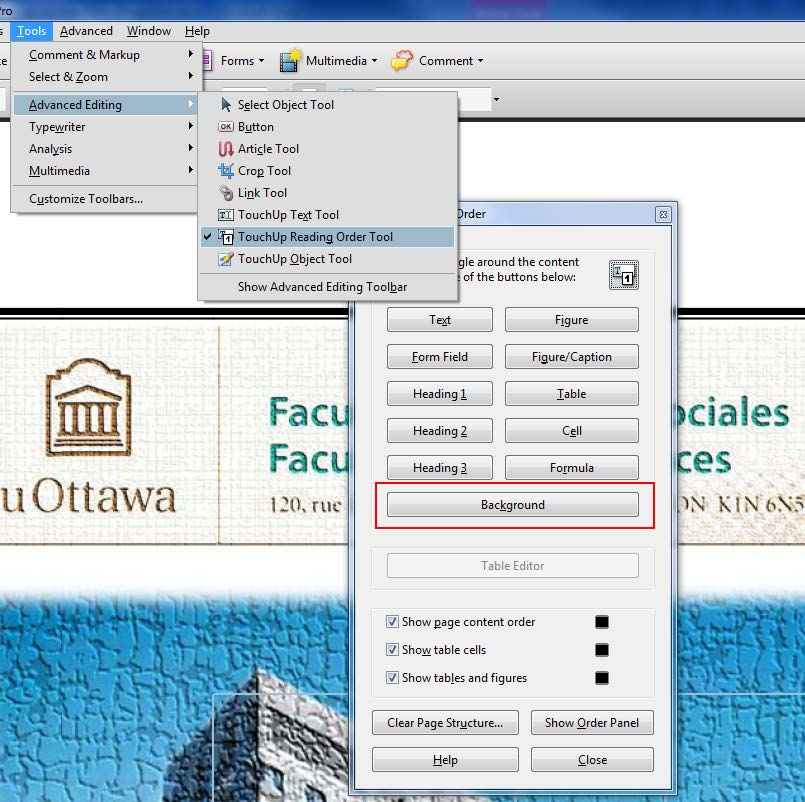 Pro
Tools Advanced Window Help
Comment & Markup
Select & Zoom
Advanced Editing
Typewriter
Analysis
Multimedia
Customize Toolbars...
Forms Multimedia Comment
Select Object Tool
OK Button
Article Tool
Crop Tool
Link Tool
TouchUp Text Tool
TouchUp Reading Order Tool
TouchUp Object Tool
Show Advanced Editing Toolbar
Order
gle around the content
e of the buttons below:
Text Figure
Form Field Figure/Caption
Heading 1 Table
Heading 2 Cell
Heading 3 Formula
Background
Table Editor
Show page content order
Show table cells
Show tables and figures
Clear Page Structure... Show Order Panel
Help Close
uOttawa
Facu ociales
Facu ces
120, rue ON K1N 6N5